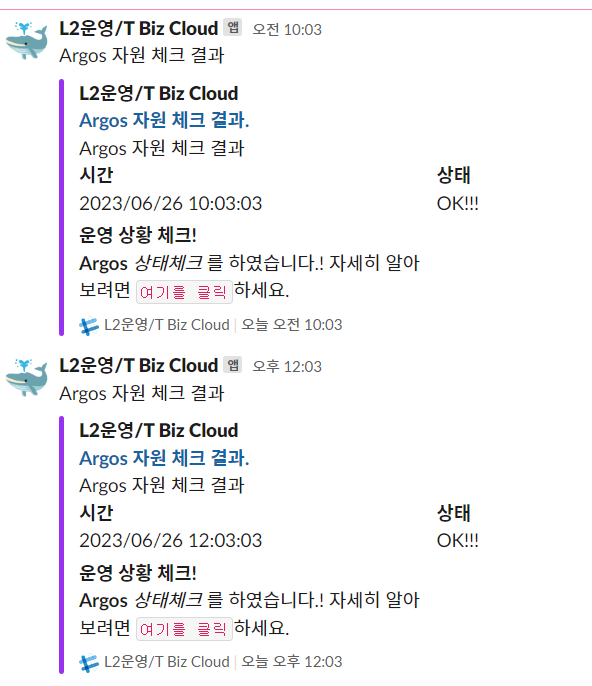 L2운영/T Biz Cloud 앱 오전 10:03
Argos 자원 체크 결과
L2운영/T Biz Cloud
Argos 자원 체크 결과.
Argos 자원 체크 결과
시간 상태
2023/06/26 10:03:03 OK!!!
운영 상황 체크!
Argos 상태체크 를 하였습니다.! 자세히 알아
보려면 여기를 클릭하세요.
L2운영/T Biz Cloud | 오늘 오전 10:03
L2운영/T Biz Cloud 앱 오후 12:03
Argos 자원 체크 결과
L2운영/T Biz Cloud
Argos 자원 체크 결과.
Argos 자원 체크 결과
시간 상태
2023/06/26 12:03:03 OK!!!
운영 상황 체크!
Argos 상태체크 를 하였습니다.! 자세히 알아
보려면 여기를 클릭하세요.
L2운영/T Biz Cloud | 오늘 오후 12:03